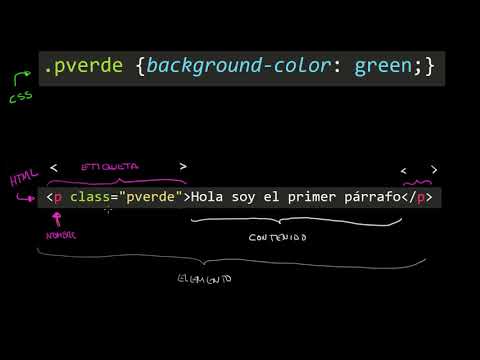 .pverde {background-color: green;}
CSS
< ETIQUETA > < >
HTML
<p class="pverde">Hola soy el primer párrafo</p>
NOMBRE
CONTENIDO
ELEMENTO